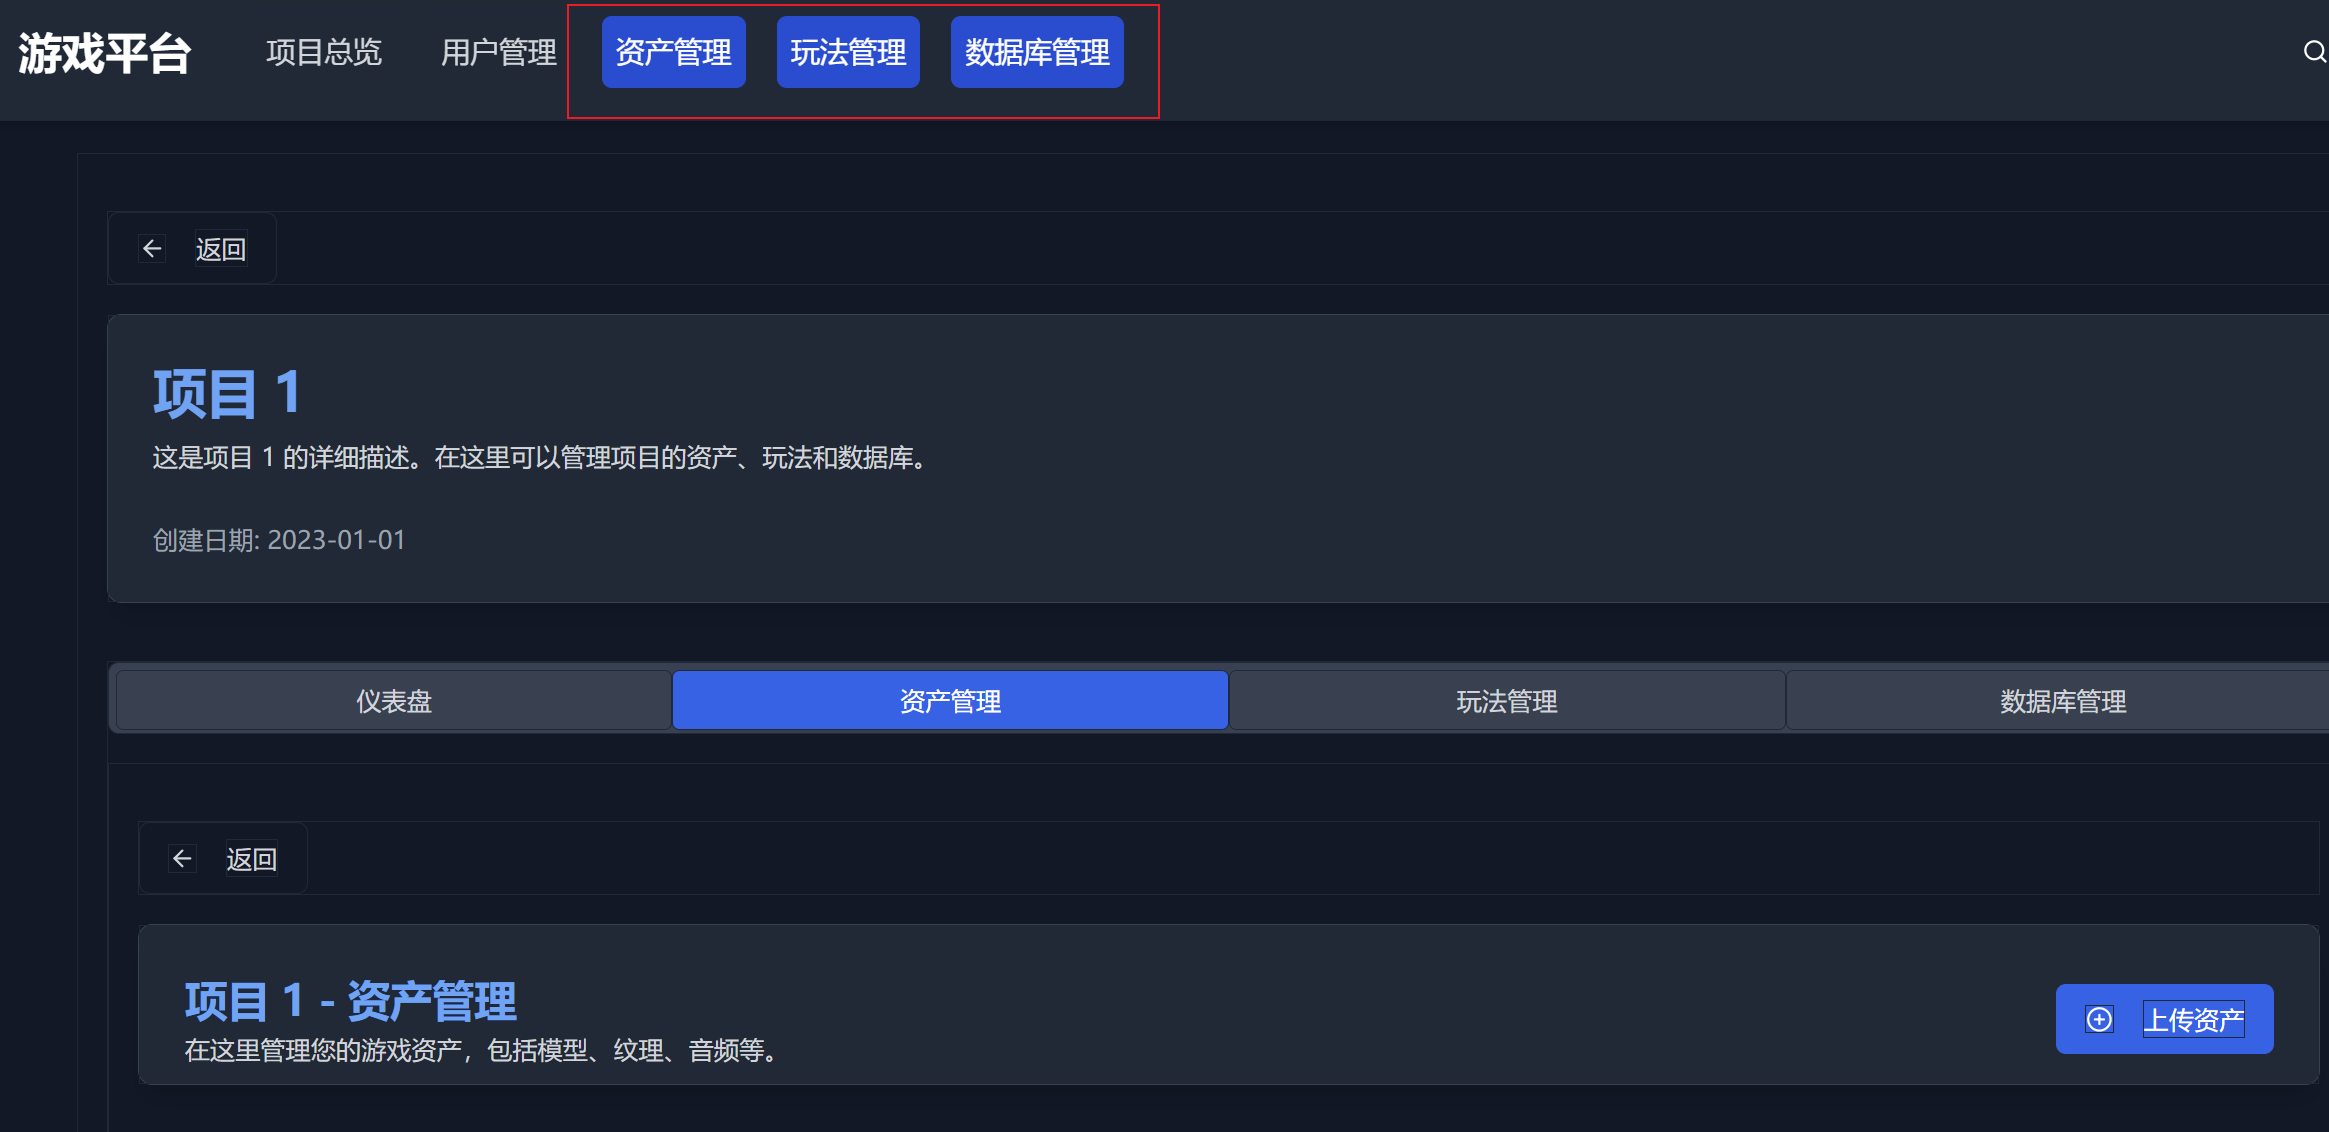 游戏平台 项目总览 用户管理 资产管理 玩法管理 数据库管理
返回
项目 1
这是项目 1 的详细描述。在这里可以管理项目的资产、玩法和数据库。
创建日期: 2023-01-01
仪表盘 资产管理 玩法管理 数据库管理
返回
项目 1 - 资产管理
在这里管理您的游戏资产，包括模型、纹理、音频等。
上传资产